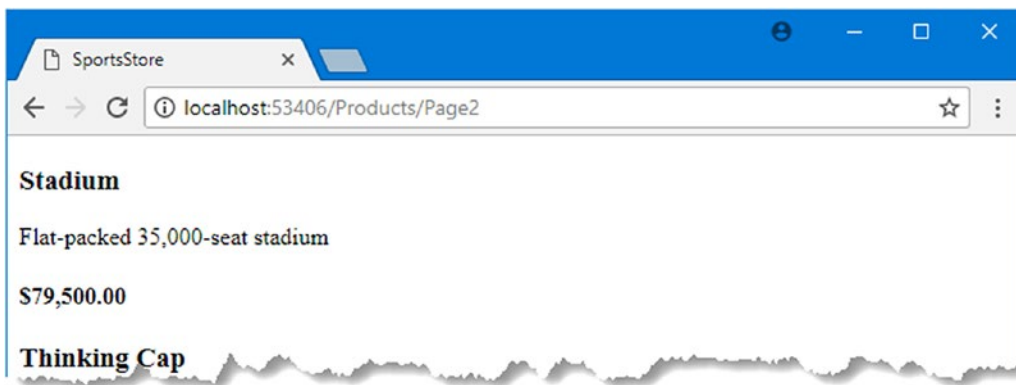 SportsStore
localhost:53406/Products/Page2
Stadium
Flat-packed 35,000-seat stadium
$79,500.00
Thinking Cap